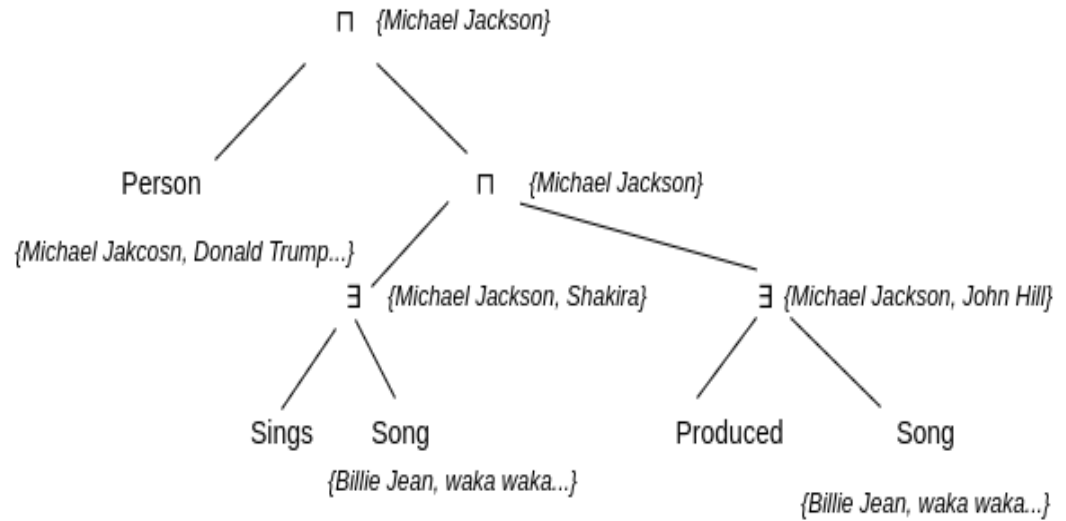 ⊓ {Michael Jackson}
Person
⊓ {Michael Jackson}
{Michael Jakcosn, Donald Trump...}
∃ {Michael Jackson, Shakira}
∃ {Michael Jackson, John Hill}
Sings
Song
Produced
Song
{Billie Jean, waka waka...}
{Billie Jean, waka waka...}